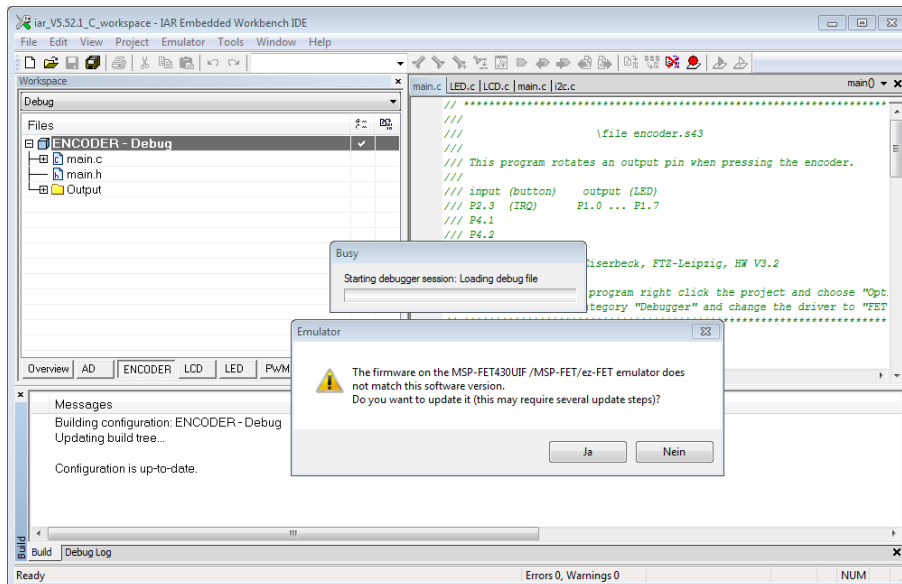 iar_V5.52.1_C_workspace - IAR Embedded Workbench IDE
File Edit View Project Emulator Tools Window Help
Workspace
Debug
Files
ENCODER - Debug
main.c
main.h
Output
Overview AD ENCODER LCD LED PWM
main.c LED.c LCD.c main.c i2c.c main()
// ********************************************************************
///
/// \file encoder.s43
///
/// This program rotates an output pin when pressing the encoder.
///
/// input (button) output (LED)
/// P2.3 (IRQ) P1.0 ... P1.7
/// P4.1
/// P4.2
Eiserbeck, FTZ-Leipzig, HW V3.2
program right click the project and choose "Opt
tegory "Debugger" and change the driver to "FET
Busy
Starting debugger session: Loading debug file
Emulator
The firmware on the MSP-FET430UIF /MSP-FET/ez-FET emulator does
not match this software version.
Do you want to update it (this may require several update steps)?
Ja Nein
Messages
Building configuration: ENCODER - Debug
Updating build tree...
Configuration is up-to-date.
Build
Build Debug Log
Ready Errors 0, Warnings 0 NUM